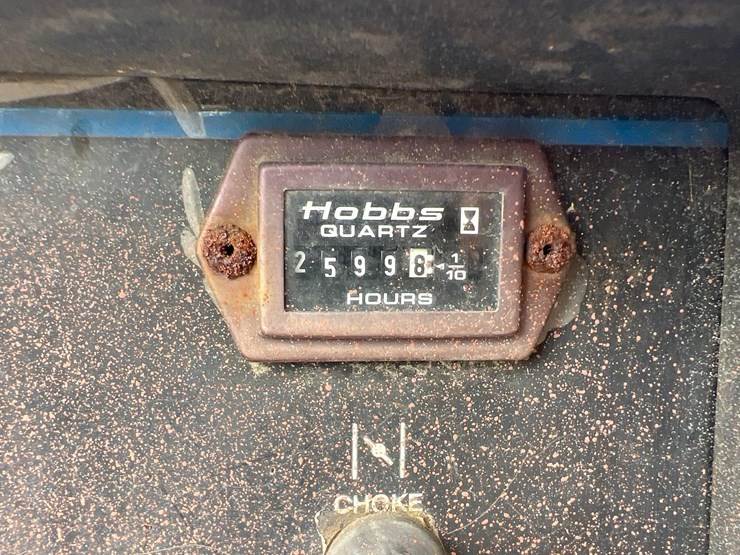 Hobbs
QUARTZ
25998 1/10
HOURS
CHOKE